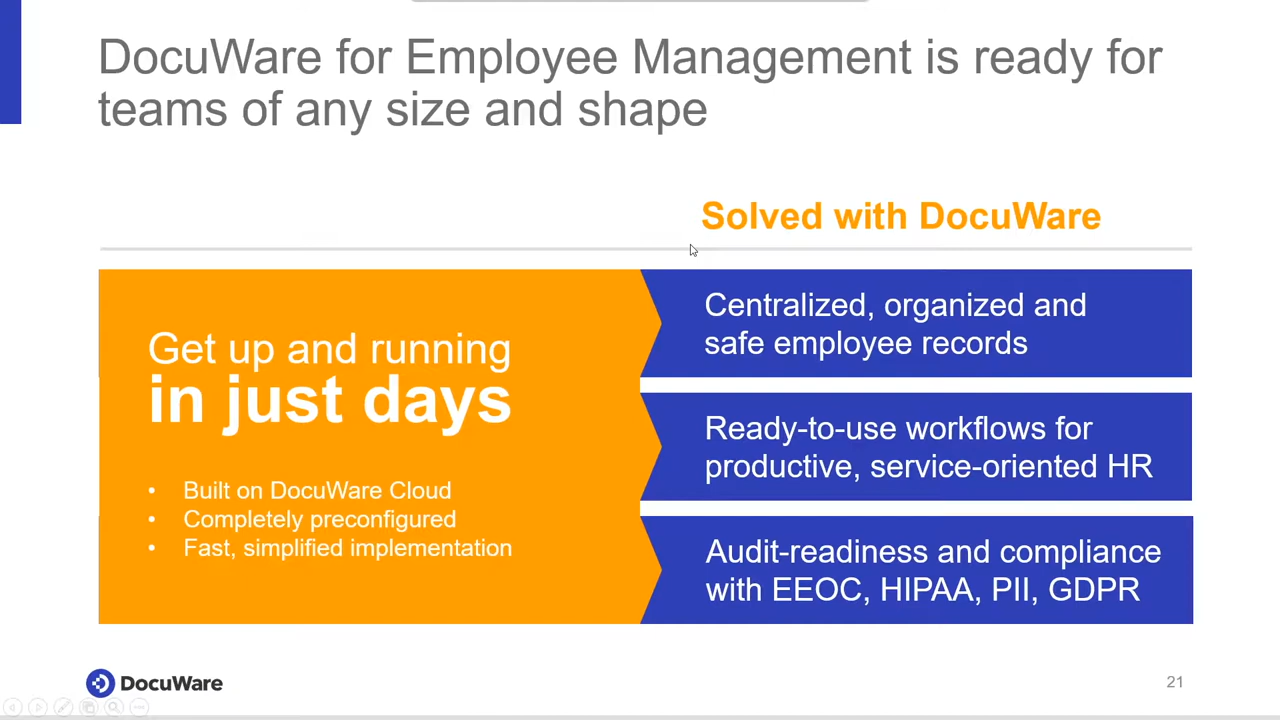 DocuWare for Employee Management is ready for
teams of any size and shape
Solved with DocuWare
Get up and running
in just days
• Built on DocuWare Cloud
• Completely preconfigured
• Fast, simplified implementation
Centralized, organized and
safe employee records
Ready-to-use workflows for
productive, service-oriented HR
Audit-readiness and compliance
with EEOC, HIPAA, PII, GDPR
DocuWare
21